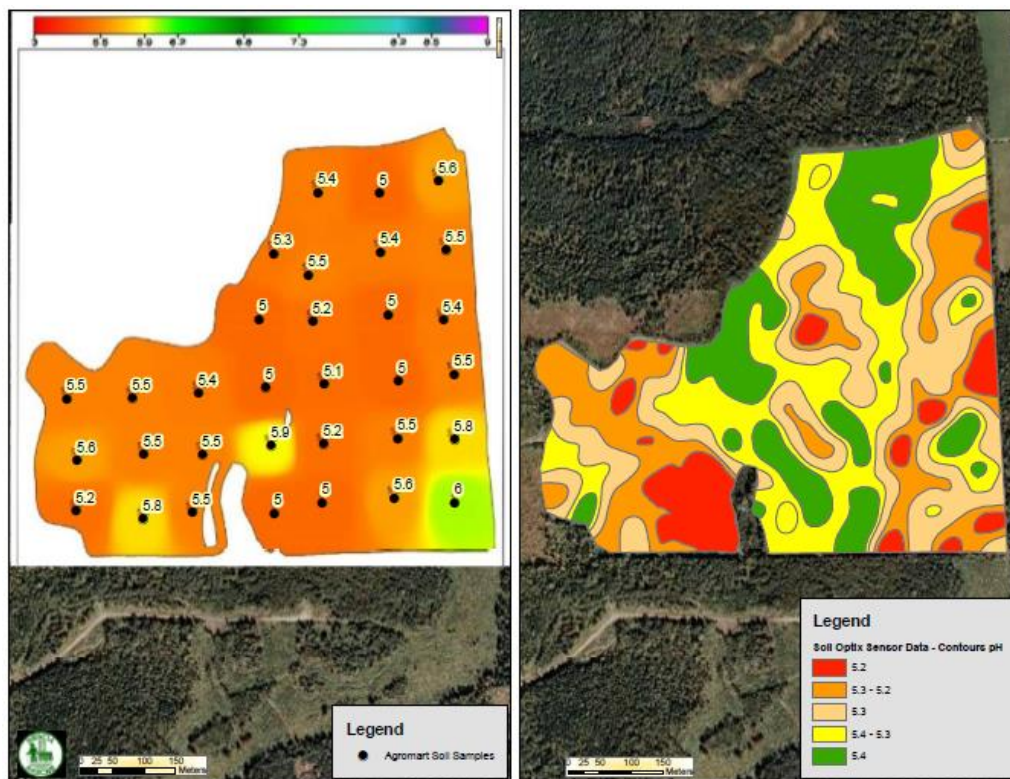 5.4 5 5.6
5.3 5.5 5.4 5.5
5 5.2 5 5.4
5.5 5.5 5.4 5 5.1 5 5.5
5.6 5.5 5.5 5.9 5.2 5.5 5.8
5.2 5.8 5.5 5 5 5.6 6
Legend
Agromart Soil Samples
0 25 50 100 150
Meters
Legend
Soil Optix Sensor Data - Contours pH
5.2
5.3 - 5.2
5.3
5.4 - 5.3
5.4
0 25 50 100 150
Meters